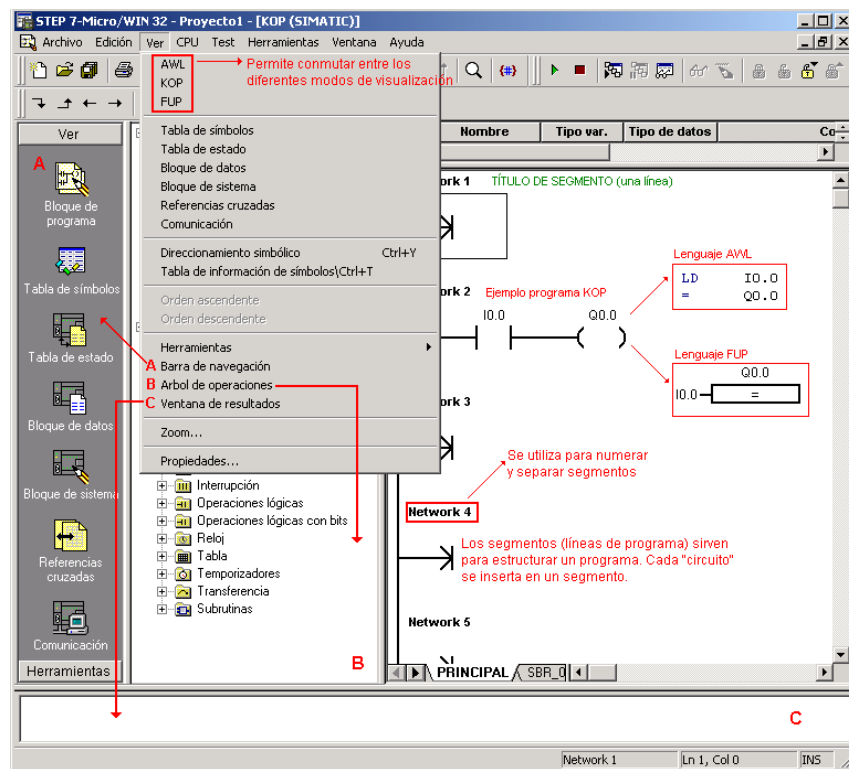 STEP 7-Micro/WIN 32 - Proyecto1 - [KOP (SIMATIC)]
Archivo Edición Ver CPU Test Herramientas Ventana Ayuda
AWL
KOP
FUP
Permite conmutar entre los
diferentes modos de visualización
Tabla de símbolos
Tabla de estado
Bloque de datos
Bloque de sistema
Referencias cruzadas
Comunicación
Direccionamiento simbólico Ctrl+Y
Tabla de información de símbolos\Ctrl+T
Orden ascendente
Orden descendente
Herramientas
A Barra de navegación
B Arbol de operaciones
C Ventana de resultados
Zoom...
Propiedades...
Ver
A
Bloque de
programa
Tabla de símbolos
Tabla de estado
Bloque de datos
Bloque de sistema
Referencias
cruzadas
Comunicación
Herramientas
Interrupción
Operaciones lógicas
Operaciones lógicas con bits
Reloj
Tabla
Temporizadores
Transferencia
Subrutinas
B
Nombre Tipo var. Tipo de datos Co
ork 1 TÍTULO DE SEGMENTO (una línea)
ork 2 Ejemplo programa KOP
I0.0 Q0.0
Lenguaje AWL
LD I0.0
= Q0.0
Lenguaje FUP
Q0.0
I0.0 =
ork 3
Se utiliza para numerar
y separar segmentos
Network 4
Los segmentos (líneas de programa) sirven
para estructurar un programa. Cada "circuito"
se inserta en un segmento.
Network 5
PRINCIPAL SBR_0
C
Network 1 Ln 1, Col 0 INS